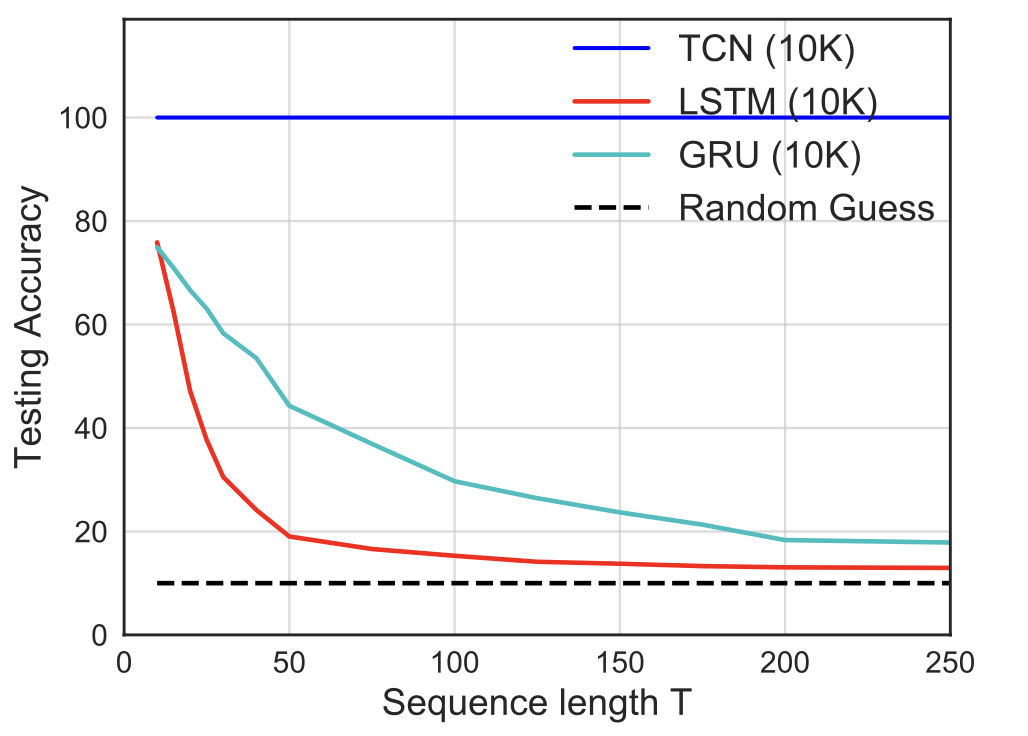 TCN (10K)
LSTM (10K)
GRU (10K)
Random Guess
Testing Accuracy
100
80
60
40
20
0
0 50 100 150 200 250
Sequence length T